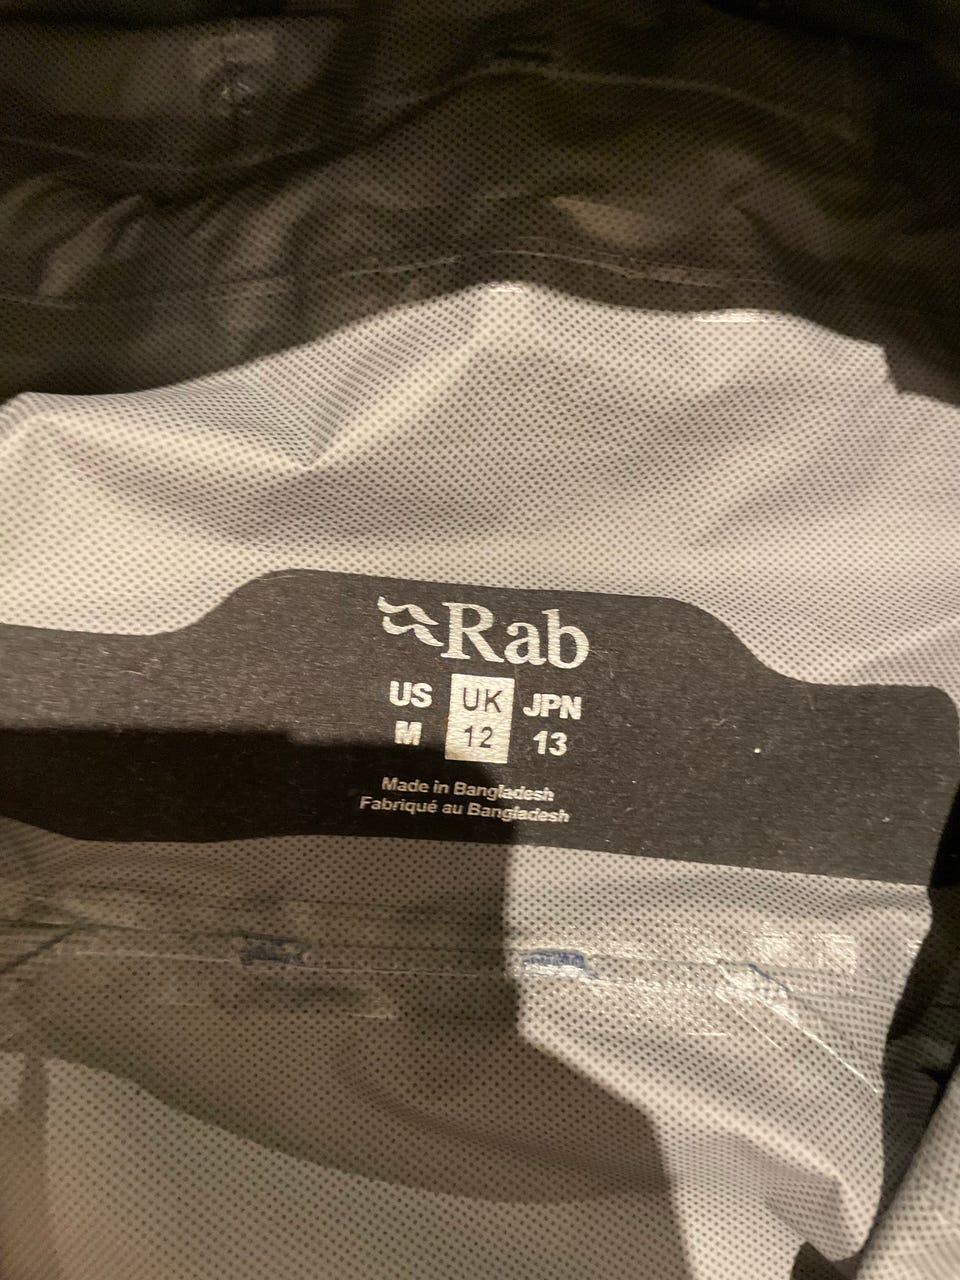 Rab
US UK JPN
M 12 13
Made in Bangladesh
Fabriqué au Bangladesh